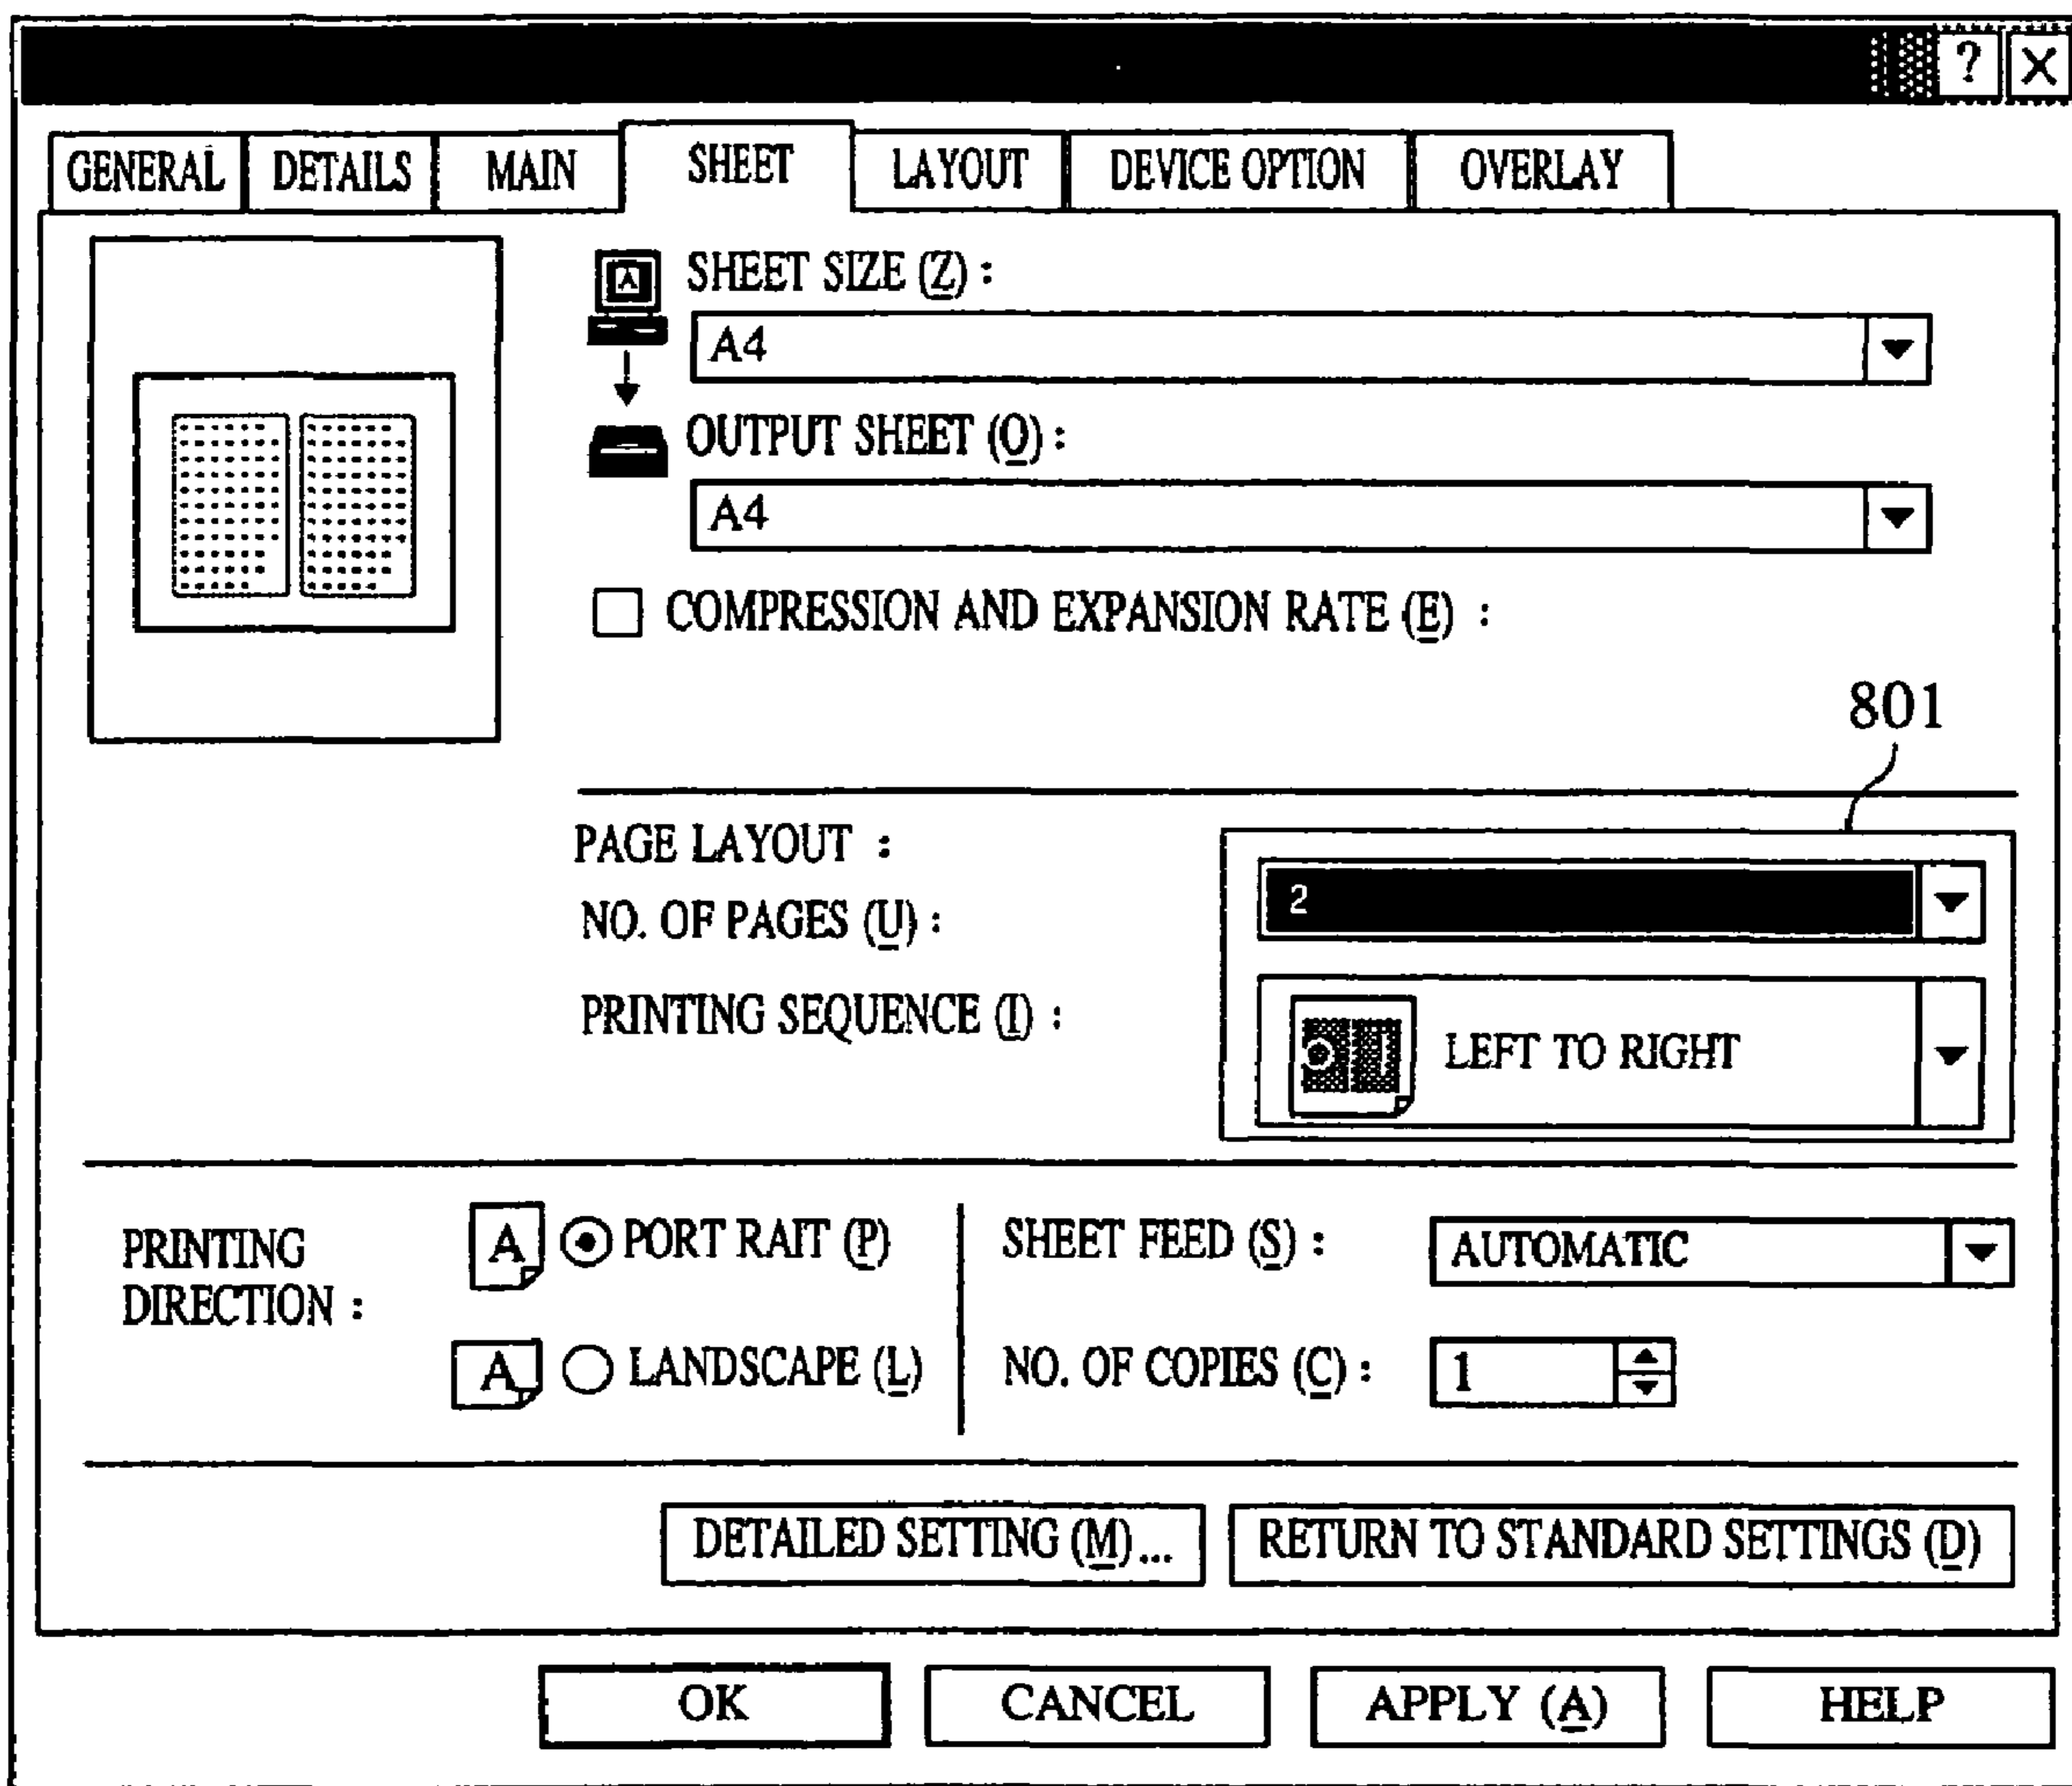 ? X
GENERAL DETAILS MAIN SHEET LAYOUT DEVICE OPTION OVERLAY
A
SHEET SIZE (Z) :
A4
OUTPUT SHEET (O) :
A4
COMPRESSION AND EXPANSION RATE (E) :
801
PAGE LAYOUT :
NO. OF PAGES (U) :
2
PRINTING SEQUENCE (I) :
LEFT TO RIGHT
PRINTING DIRECTION :
A PORT RAIT (P)
A LANDSCAPE (L)
SHEET FEED (S) :
AUTOMATIC
NO. OF COPIES (C) :
1
DETAILED SETTING (M) ...
RETURN TO STANDARD SETTINGS (D)
OK CANCEL APPLY (A) HELP